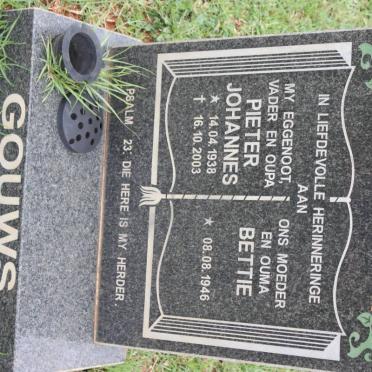 GOUWS
IN LIEFDEVOLLE HERINNERINGE
AAN
MY EGGENOOT,
VADER EN OUPA
PIETER
JOHANNES
★ 14.04.1938
✝ 16.10.2003
ONS MOEDER
EN OUMA
BETTIE
★ 08.08.1946
PSALM 23: DIE HERE IS MY HERDER.